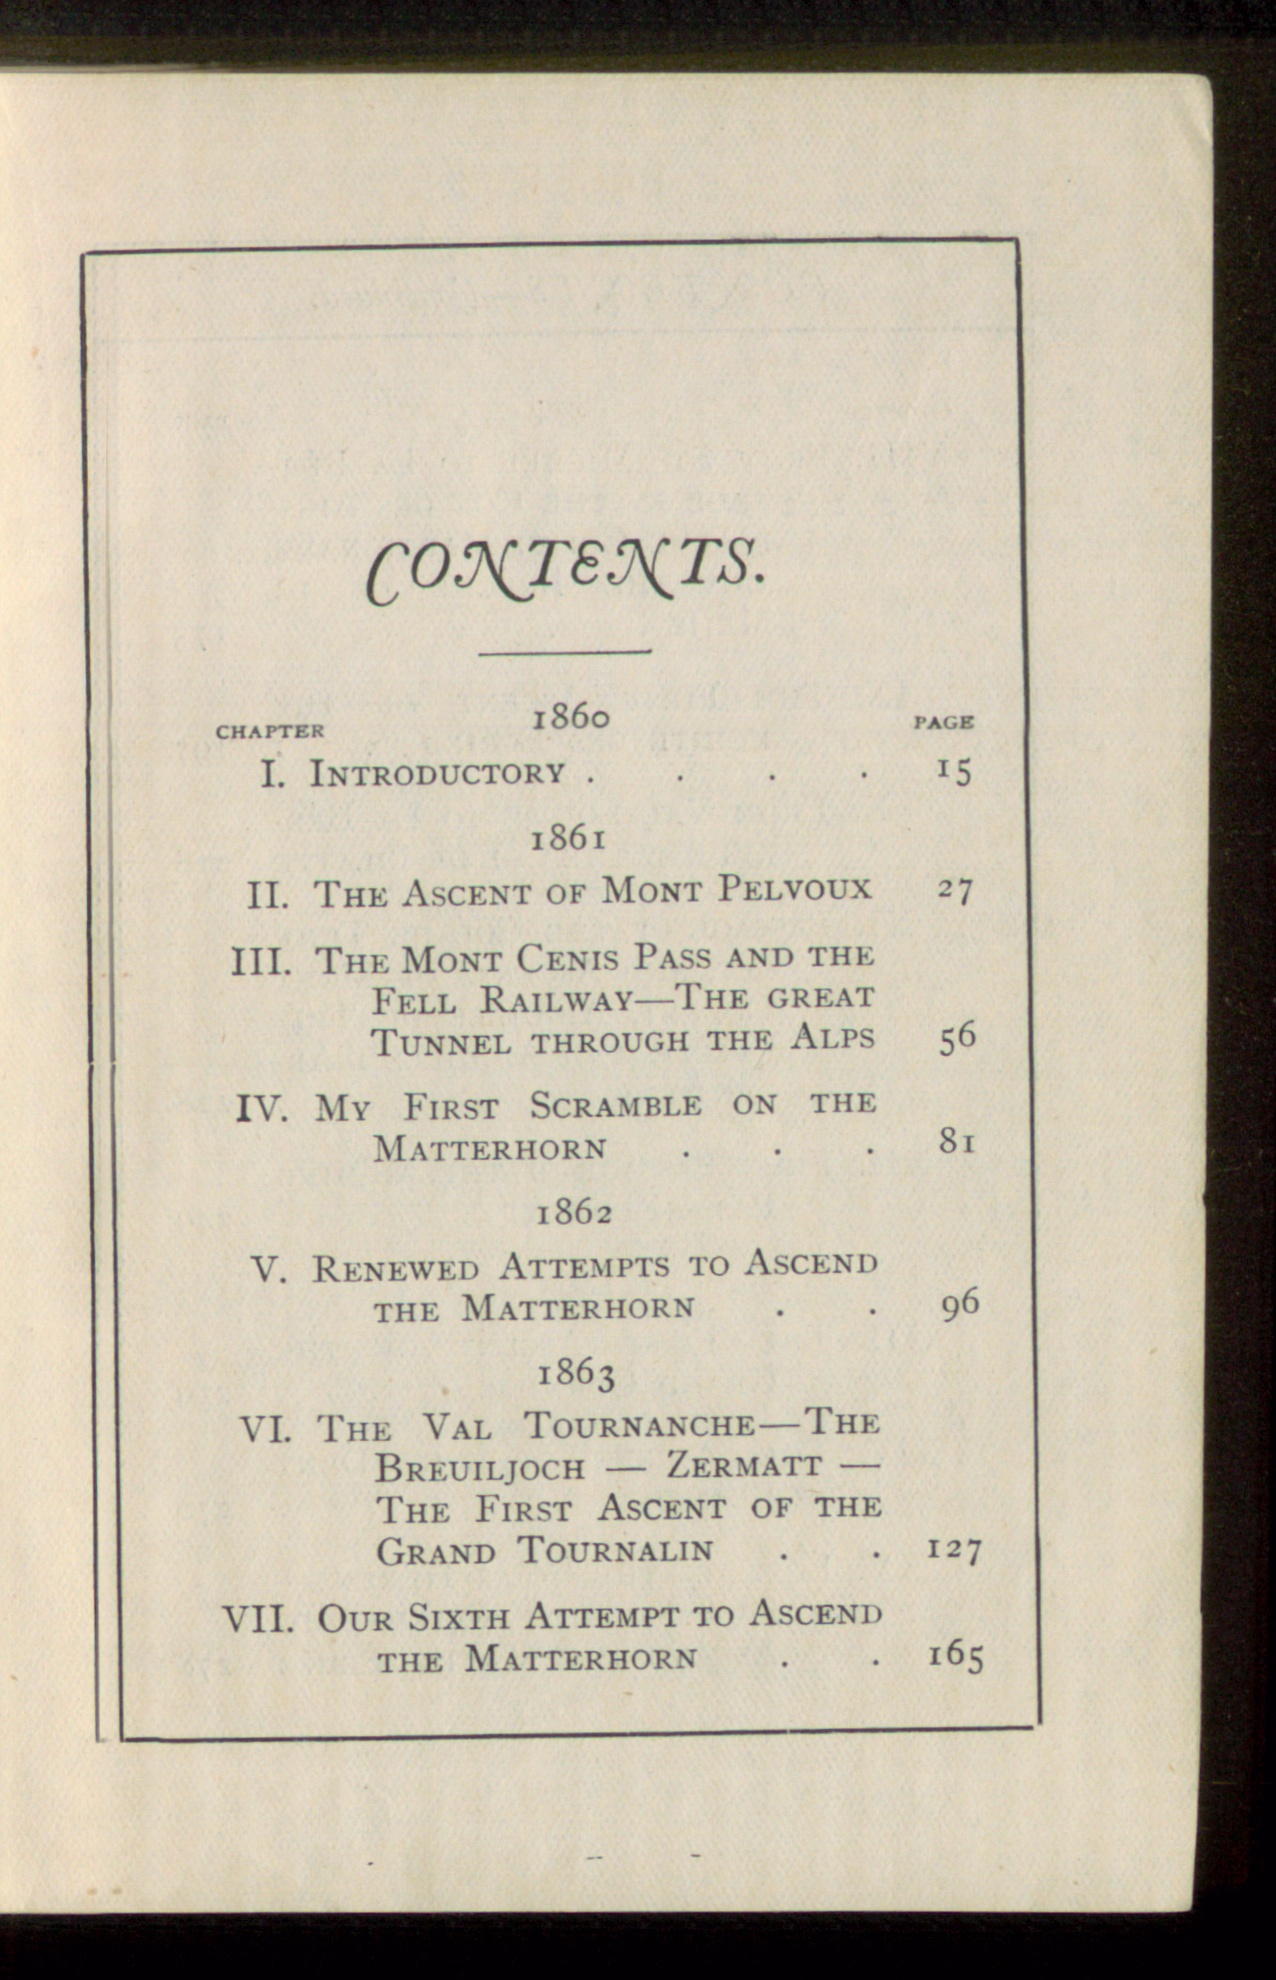 CONTENTS.
1860
CHAPTER PAGE
I. INTRODUCTORY . . . . 15
1861
II. THE ASCENT OF MONT PELVOUX 27
III. THE MONT CENIS PASS AND THE
FELL RAILWAY—THE GREAT
TUNNEL THROUGH THE ALPS 56
IV. MY FIRST SCRAMBLE ON THE
MATTERHORN . . . 81
1862
V. RENEWED ATTEMPTS TO ASCEND
THE MATTERHORN . . 96
1863
VI. THE VAL TOURNANCHE—THE
BREUILJOCH — ZERMATT —
THE FIRST ASCENT OF THE
GRAND TOURNALIN . . 127
VII. OUR SIXTH ATTEMPT TO ASCEND
THE MATTERHORN . . 165